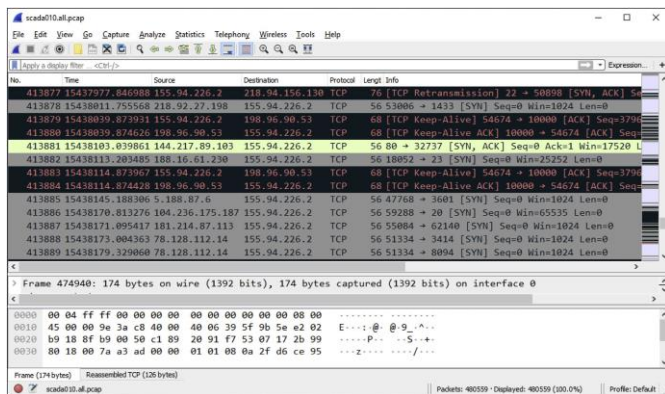 scada010.all.pcap
File Edit View Go Capture Analyze Statistics Telephony Wireless Tools Help
Apply a display filter ... <Ctrl-/>
Expression... +
No. Time Source Destination Protocol Lengt Info
413877 15437977.846988 155.94.226.2 218.94.156.130 TCP 76 [TCP Retransmission] 22 → 50898 [SYN, ACK] Se
413878 15438011.755568 218.92.27.198 155.94.226.2 TCP 56 53006 → 1433 [SYN] Seq=0 Win=1024 Len=0
413879 15438039.873931 155.94.226.2 198.96.90.53 TCP 68 [TCP Keep-Alive] 54674 → 10000 [ACK] Seq=3796
413880 15438039.874626 198.96.90.53 155.94.226.2 TCP 68 [TCP Keep-Alive ACK] 10000 → 54674 [ACK] Seq=
413881 15438103.039861 144.217.89.103 155.94.226.2 TCP 56 80 → 32737 [SYN, ACK] Seq=0 Ack=1 Win=17520 L
413882 15438113.203485 188.16.61.230 155.94.226.2 TCP 56 18052 → 23 [SYN] Seq=0 Win=25252 Len=0
413883 15438114.873967 155.94.226.2 198.96.90.53 TCP 68 [TCP Keep-Alive] 54674 → 10000 [ACK] Seq=3796
413884 15438114.874428 198.96.90.53 155.94.226.2 TCP 68 [TCP Keep-Alive ACK] 10000 → 54674 [ACK] Seq=
413885 15438145.188306 5.188.87.6 155.94.226.2 TCP 56 47768 → 3601 [SYN] Seq=0 Win=1024 Len=0
413886 15438170.813276 104.236.175.187 155.94.226.2 TCP 56 59288 → 20 [SYN] Seq=0 Win=65535 Len=0
413887 15438171.095417 181.214.87.113 155.94.226.2 TCP 56 55084 → 62140 [SYN] Seq=0 Win=1024 Len=0
413888 15438173.004363 78.128.112.14 155.94.226.2 TCP 56 51334 → 3414 [SYN] Seq=0 Win=1024 Len=0
413889 15438179.329060 78.128.112.14 155.94.226.2 TCP 56 51334 → 8094 [SYN] Seq=0 Win=1024 Len=0
> Frame 474940: 174 bytes on wire (1392 bits), 174 bytes captured (1392 bits) on interface 0
0000 00 04 ff ff 00 00 00 00 00 00 00 00 00 00 08 00 ········ ········
0010 45 00 00 9e 3a c8 40 00 40 06 39 5f 9b 5e e2 02 E···:·@· @·9_·^··
0020 b9 18 8f b9 00 50 c1 89 20 91 f7 53 07 17 2b 99 ·····P·· ··S··+·
0030 80 18 00 7a a3 ad 00 00 01 01 08 0a 2f d6 ce 95 ···z···· ····/···
Frame (174 bytes) Reassembled TCP (126 bytes)
scada010.all.pcap Packets: 480559 · Displayed: 480559 (100.0%) Profile: Default